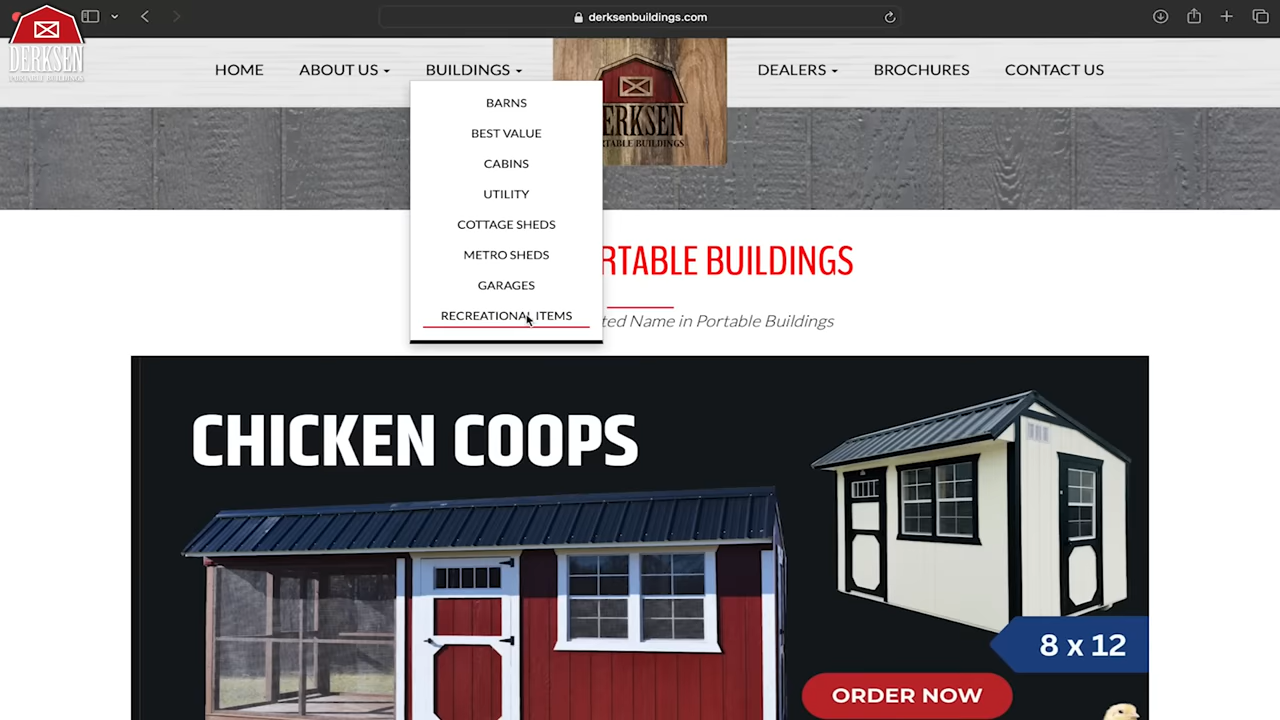 derksenbuildings.com
DERKSEN
PORTABLE BUILDINGS
HOME
ABOUT US
BUILDINGS
DEALERS
BROCHURES
CONTACT US
BARNS
BEST VALUE
CABINS
UTILITY
COTTAGE SHEDS
METRO SHEDS
GARAGES
RECREATIONAL ITEMS
ERKSEN
RTABLE BUILDINGS
RTABLE BUILDINGS
ted Name in Portable Buildings
CHICKEN COOPS
8 x 12
ORDER NOW